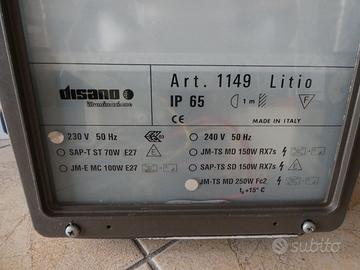 disano
illuminazione
Art. 1149 Litio
IP 65
1 m
F
CE
MADE IN ITALY
230 V 50 Hz
240 V 50 Hz
SAP-T ST 70W E27 E
JM-TS MD 150W RX7s
JM-E MC 100W E27
SAP-TS SD 150W RX7s E
JM-TS MD 250W Fc2
+15° C
subito